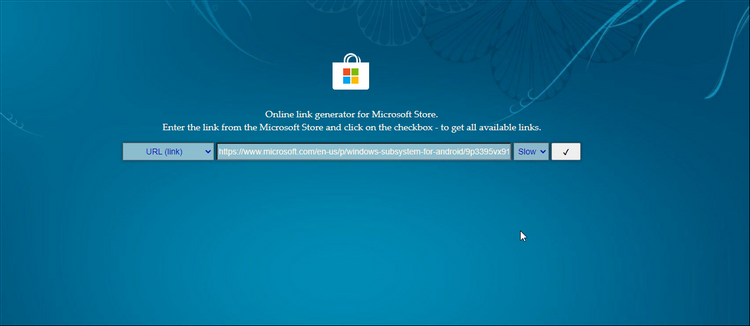 Online link generator for Microsoft Store.
Enter the link from the Microsoft Store and click on the checkbox - to get all available links.
URL (link) https://www.microsoft.com/en-us/p/windows-subsystem-for-android/9p3395vx91 Slow ✓